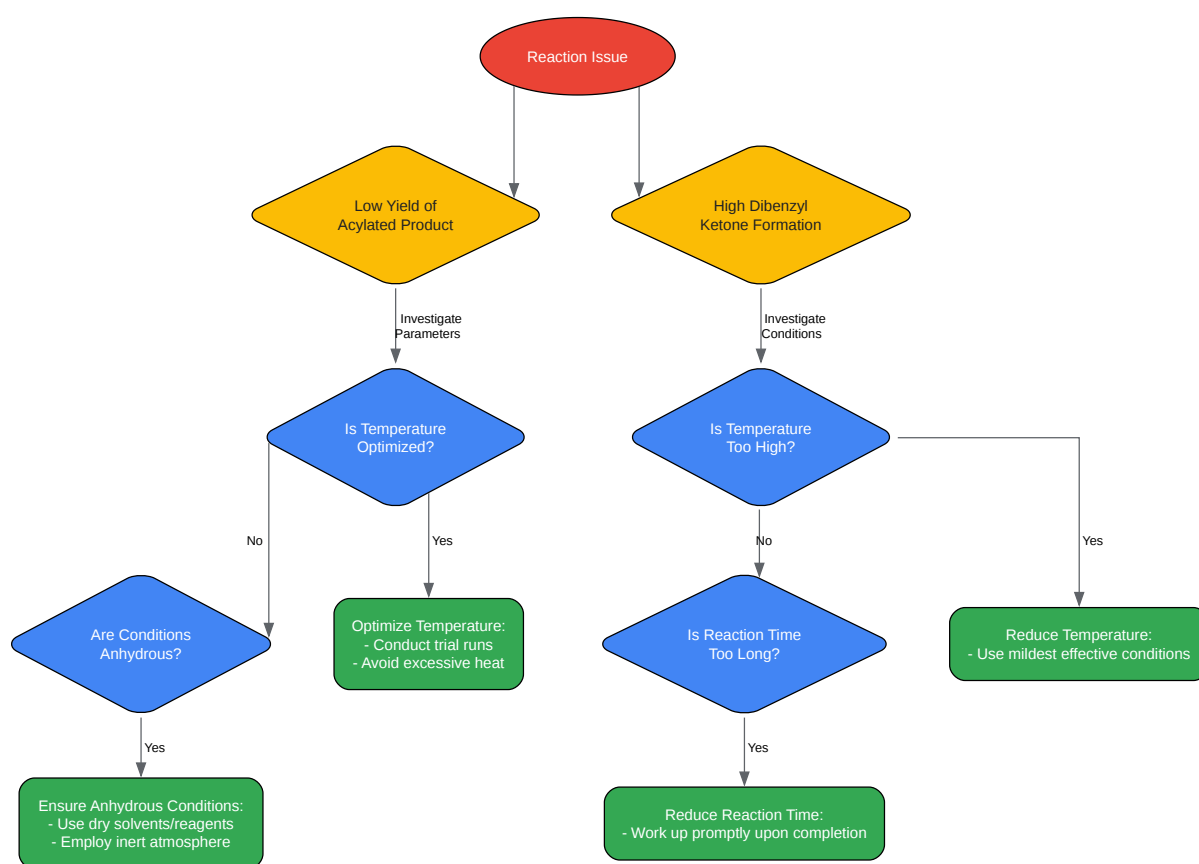 Reaction Issue
Low Yield of
Acylated Product
High Dibenzyl
Ketone Formation
Investigate
Parameters
Investigate
Conditions
Is Temperature
Optimized?
Is Temperature
Too High?
No
Yes
No
Yes
Are Conditions
Anhydrous?
Optimize Temperature:
- Conduct trial runs
- Avoid excessive heat
Is Reaction Time
Too Long?
Reduce Temperature:
- Use mildest effective conditions
Yes
Yes
Ensure Anhydrous Conditions:
- Use dry solvents/reagents
- Employ inert atmosphere
Reduce Reaction Time:
- Work up promptly upon completion